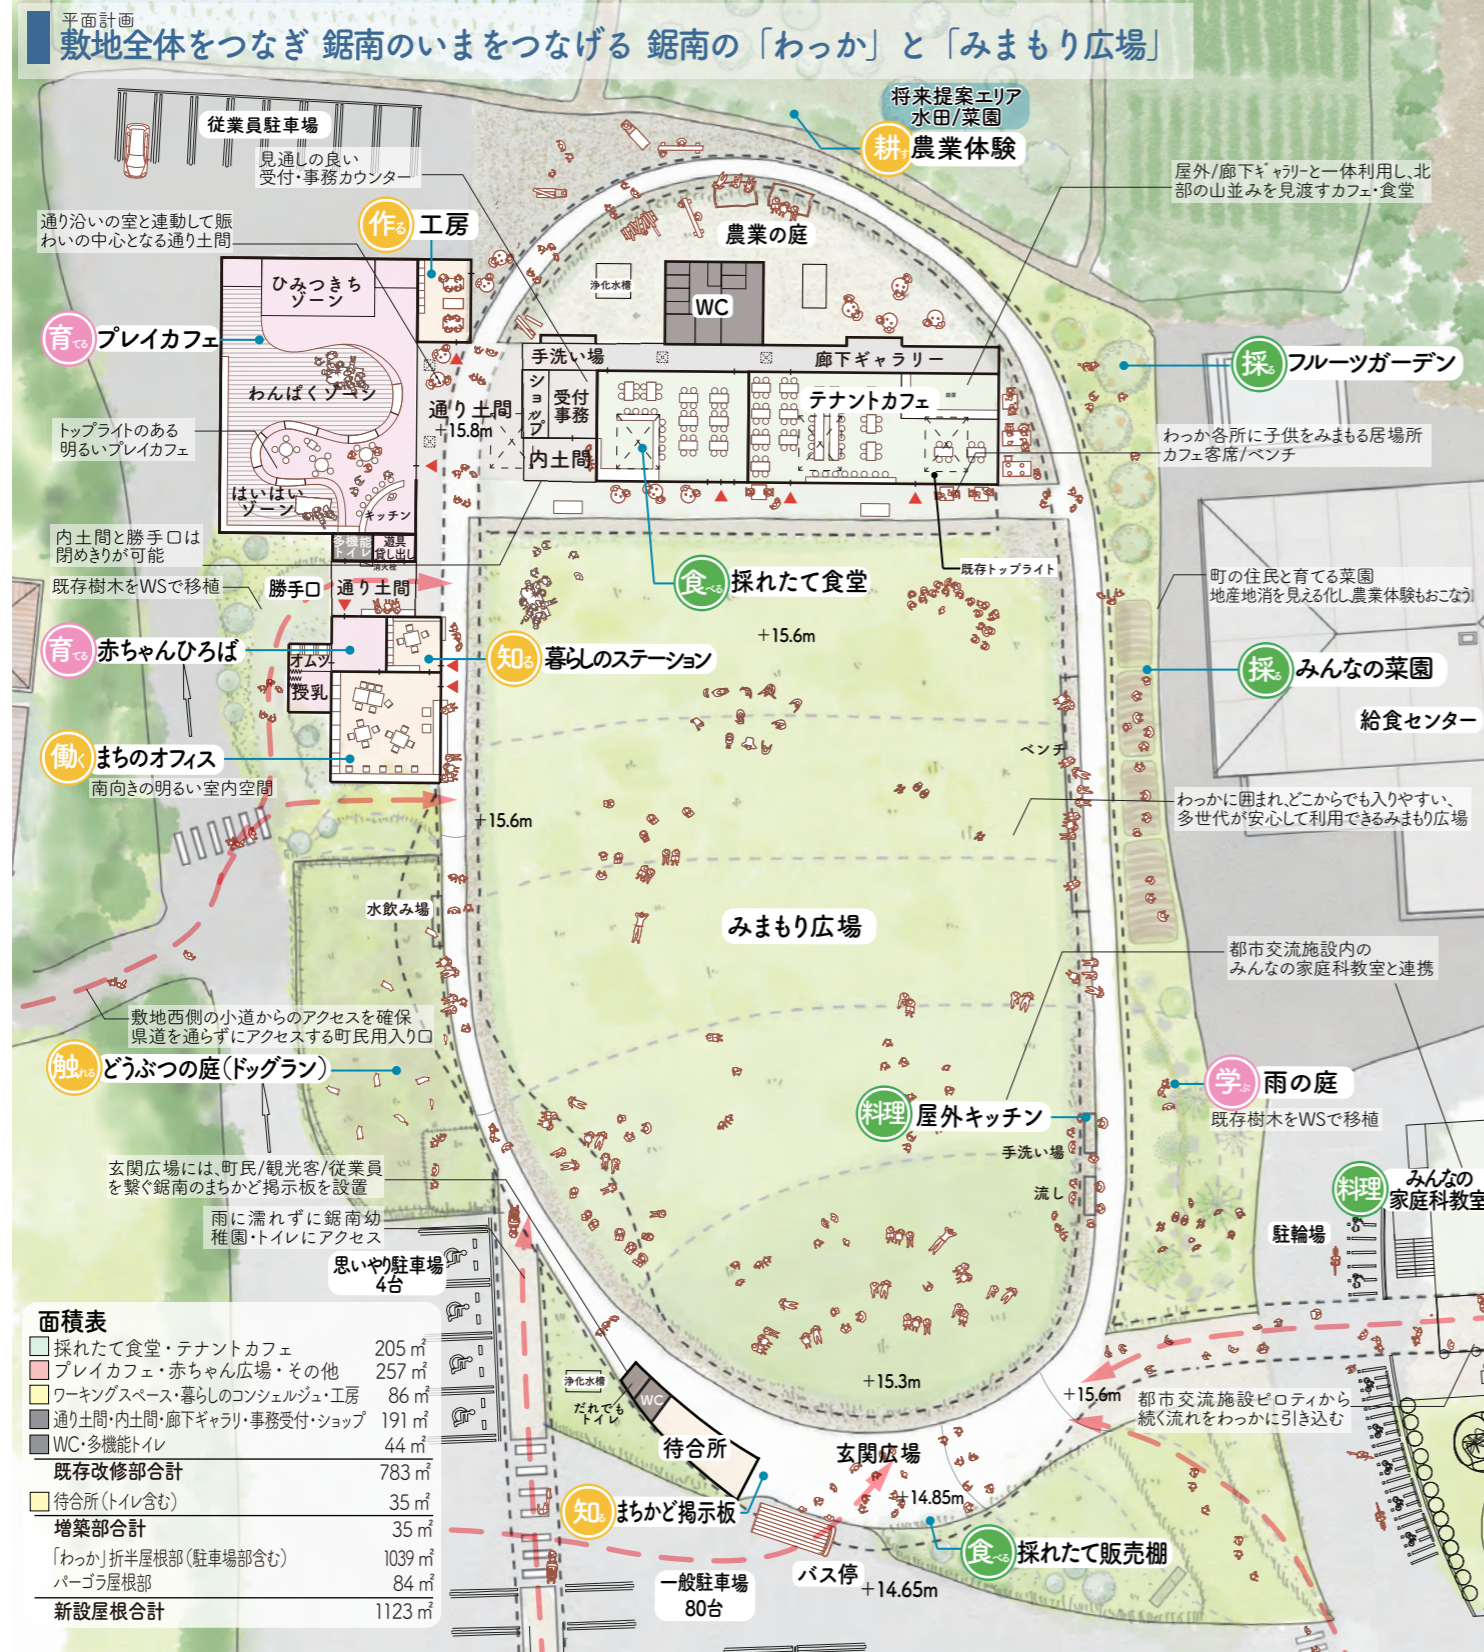 平面計画
敷地全体をつなぎ 鋸南のいまをつなげる 鋸南の「わっか」と「みまもり広場」
従業員駐車場
見通しの良い
受付・事務カウンター
将来提案エリア
水田/菜園
耕す 農業体験
屋外/廊下ギャラリーと一体利用し、北
部の山並みを見渡すカフェ・食堂
通り沿いの室と連動して賑
わいの中心となる通り土間
作る 工房
農業の庭
浄化水槽
WC
ひみつきち
ゾーン
育てる プレイカフェ
わんぱくゾーン
手洗い場
廊下ギャラリー
ショップ
受付
事務
テナントカフェ
採る フルーツガーデン
通り土間
+15.8m
内土間
トップライトのある
明るいプレイカフェ
わっか各所に子供をみまもる居場所
カフェ客席/ベンチ
はいはい
ゾーン
キッチン
多機能
トイレ
遊具
貸し出し
消火栓
内土間と勝手口は
閉めきりが可能
既存樹木をWSで移植
勝手口
通り土間
食べる 採れたて食堂
既存トップライト
町の住民と育てる菜園
地産地消を見える化し、農業体験もおこなう
+15.6m
育てる 赤ちゃんひろば
オムツ
授乳
知る 暮らしのステーション
採る みんなの菜園
給食センター
働く まちのオフィス
南向きの明るい室内空間
ベンチ
+15.6m
わっかに囲まれ、どこからでも入りやすい、
多世代が安心して利用できるみまもり広場
水飲み場
みまもり広場
都市交流施設内の
みんなの家庭科教室と連携
敷地西側の小道からのアクセスを確保
県道を通らずにアクセスする町民用入り口
触れる どうぶつの庭(ドッグラン)
料理 屋外キッチン
手洗い場
流し
学ぶ 雨の庭
既存樹木をWSで移植
玄関広場には、町民/観光客/従業員
を繋ぐ鋸南のまちかど掲示板を設置
雨に濡れずに鋸南幼
稚園・トイレにアクセス
思いやり駐車場
4台
料理 みんなの
家庭科教室
駐輪場
面積表
採れたて食堂・テナントカフェ 205 ㎡
プレイカフェ・赤ちゃん広場・その他 257 ㎡
ワーキングスペース・暮らしのコンシェルジュ・工房 86 ㎡
通り土間・内土間・廊下ギャラリ・事務受付・ショップ 191 ㎡
WC・多機能トイレ 44 ㎡
既存改修部合計 783 ㎡
待合所(トイレ含む) 35 ㎡
増築部合計 35 ㎡
「わっか」折半屋根部(駐車場部含む) 1039 ㎡
パーゴラ屋根部 84 ㎡
新設屋根合計 1123 ㎡
浄化水槽
だれでも
トイレ
WC
待合所
+15.3m
+15.6m
都市交流施設ピロティから
続く流れをわっかに引き込む
玄関広場
+14.85m
知る まちかど掲示板
食べる 採れたて販売棚
バス停
+14.65m
一般駐車場
80台